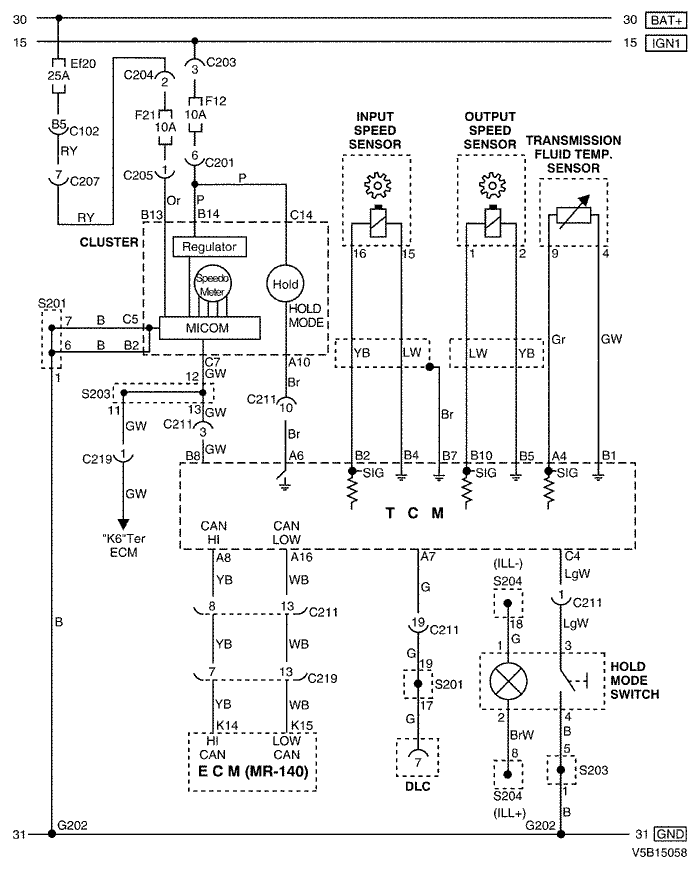 30
30
BAT+
15
15
IGN1
Ef20
25A
C204
2
3
C203
F21
10A
F12
10A
B5
C102
RY
7
C207
RY
C205
1
6
C201
Or
P
P
B13
B14
C14
CLUSTER
Regulator
Speedo
Meter
Hold
HOLD
MODE
MICOM
INPUT
SPEED
SENSOR
OUTPUT
SPEED
SENSOR
TRANSMISSION
FLUID TEMP.
SENSOR
16
15
1
2
9
4
S201
7
B
C5
6
B
B2
1
YB
LW
LW
YB
Gr
GW
C7
A10
12
GW
S203
11
13
GW
Br
C211
10
C211
3
GW
GW
Br
Br
C219
1
GW
B8
A6
B2
B4
B7
B10
B5
A4
B1
SIG
SIG
SIG
"K6"Ter
ECM
T C M
CAN
HI
CAN
LOW
A8
A16
A7
C4
YB
WB
G
(ILL-)
S204
LgW
8
13
C211
18
1
C211
19
C211
G
LgW
B
YB
WB
G
19
1
3
7
13
C219
S201
17
HOLD
MODE
SWITCH
YB
WB
G
2
4
K14
K15
BrW
B
HI
CAN
LOW
CAN
7
8
5
E C M (MR-140)
DLC
S204
(ILL+)
S203
1
B
31
G202
G202
31
GND
V5B15058